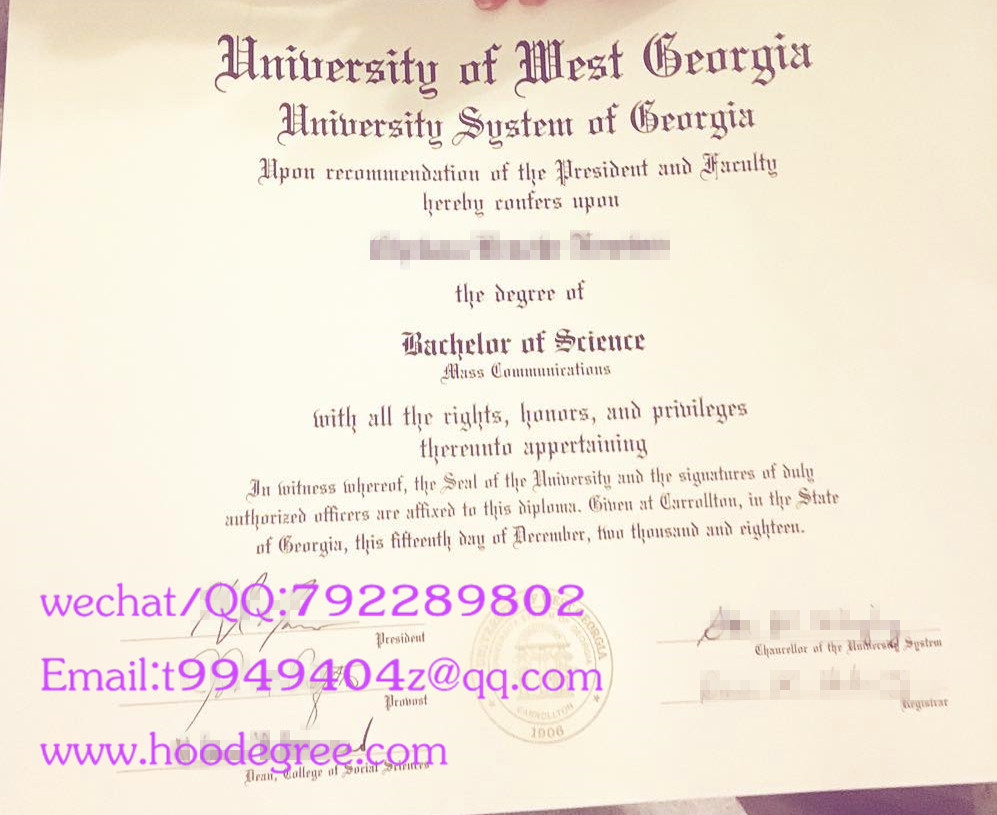 University of West Georgia
University System of Georgia
Upon recommendation of the President and Faculty
hereby confers upon
the degree of
Bachelor of Science
Mass Communications
with all the rights, honors, and privileges
thereunto appertaining
In witness whereof, the Seal of the University and the signatures of duly
authorized officers are affixed to this diploma. Given at Carrollton, in the State
of Georgia, this fifteenth day of December, two thousand and eighteen.
wechat/QQ:792289802
President
Chancellor of the University System
Email:t9949404z@qq.com
Provost
Registrar
www.hoodegree.com
Dean, College of Social Sciences
GEORGIA
CARROLLTON
1906